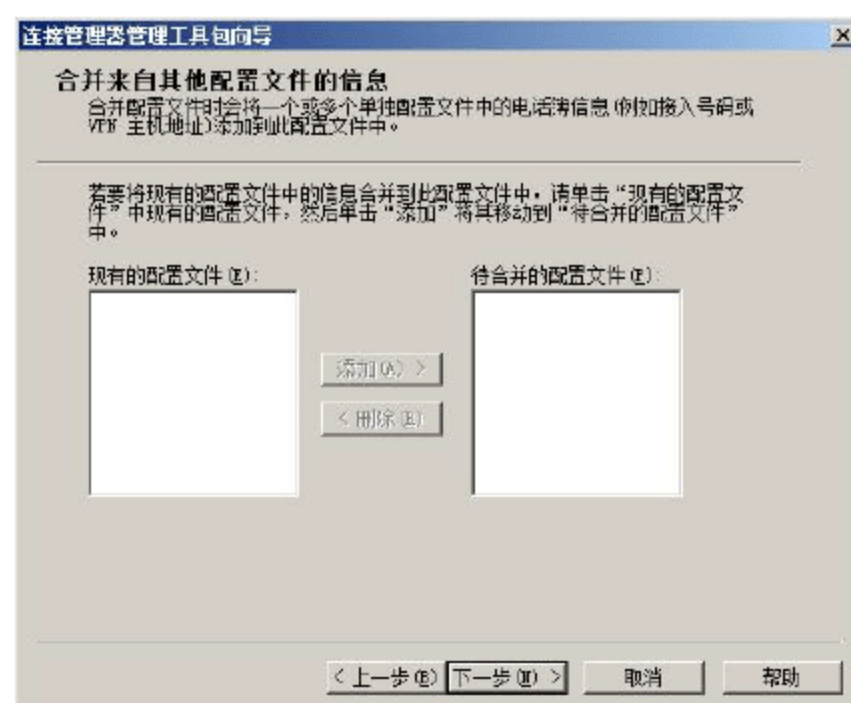 连接管理器管理工具包向导
合并来自其他配置文件的信息
合并配置文件时会将一个或多个单独配置文件中的电话簿信息(例如接入号码或
VPN 主机地址)添加到此配置文件中。
若要将现有的配置文件中的信息合并到此配置文件中，请单击“现有的配置文
件”中现有的配置文件，然后单击“添加”将其移动到“待合并的配置文件”
中。
现有的配置文件(E):
待合并的配置文件(P):
添加(A) >
< 删除(R)
< 上一步(B)
下一步(N) >
取消
帮助